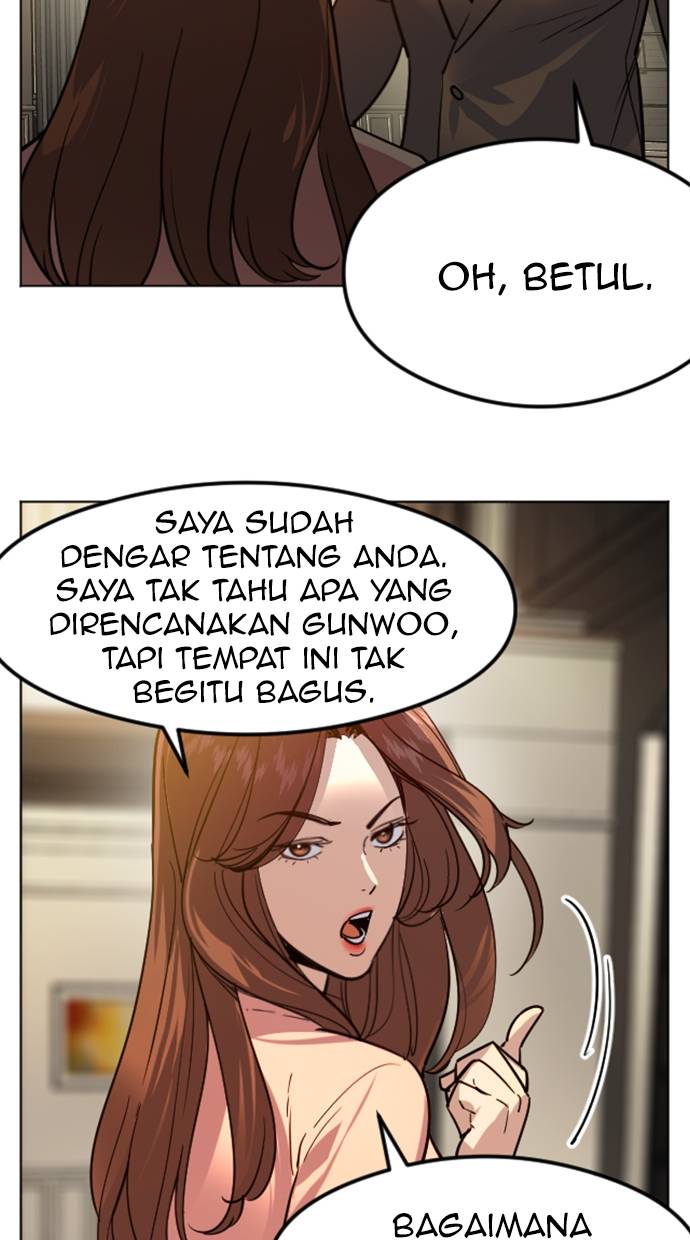 OH, BETUL.
SAYA SUDAH
DENGAR TENTANG ANDA.
SAYA TAK TAHU APA YANG
DIRENCANAKAN GUNWOO,
TAPI TEMPAT INI TAK
BEGITU BAGUS.
BAGAIMANA